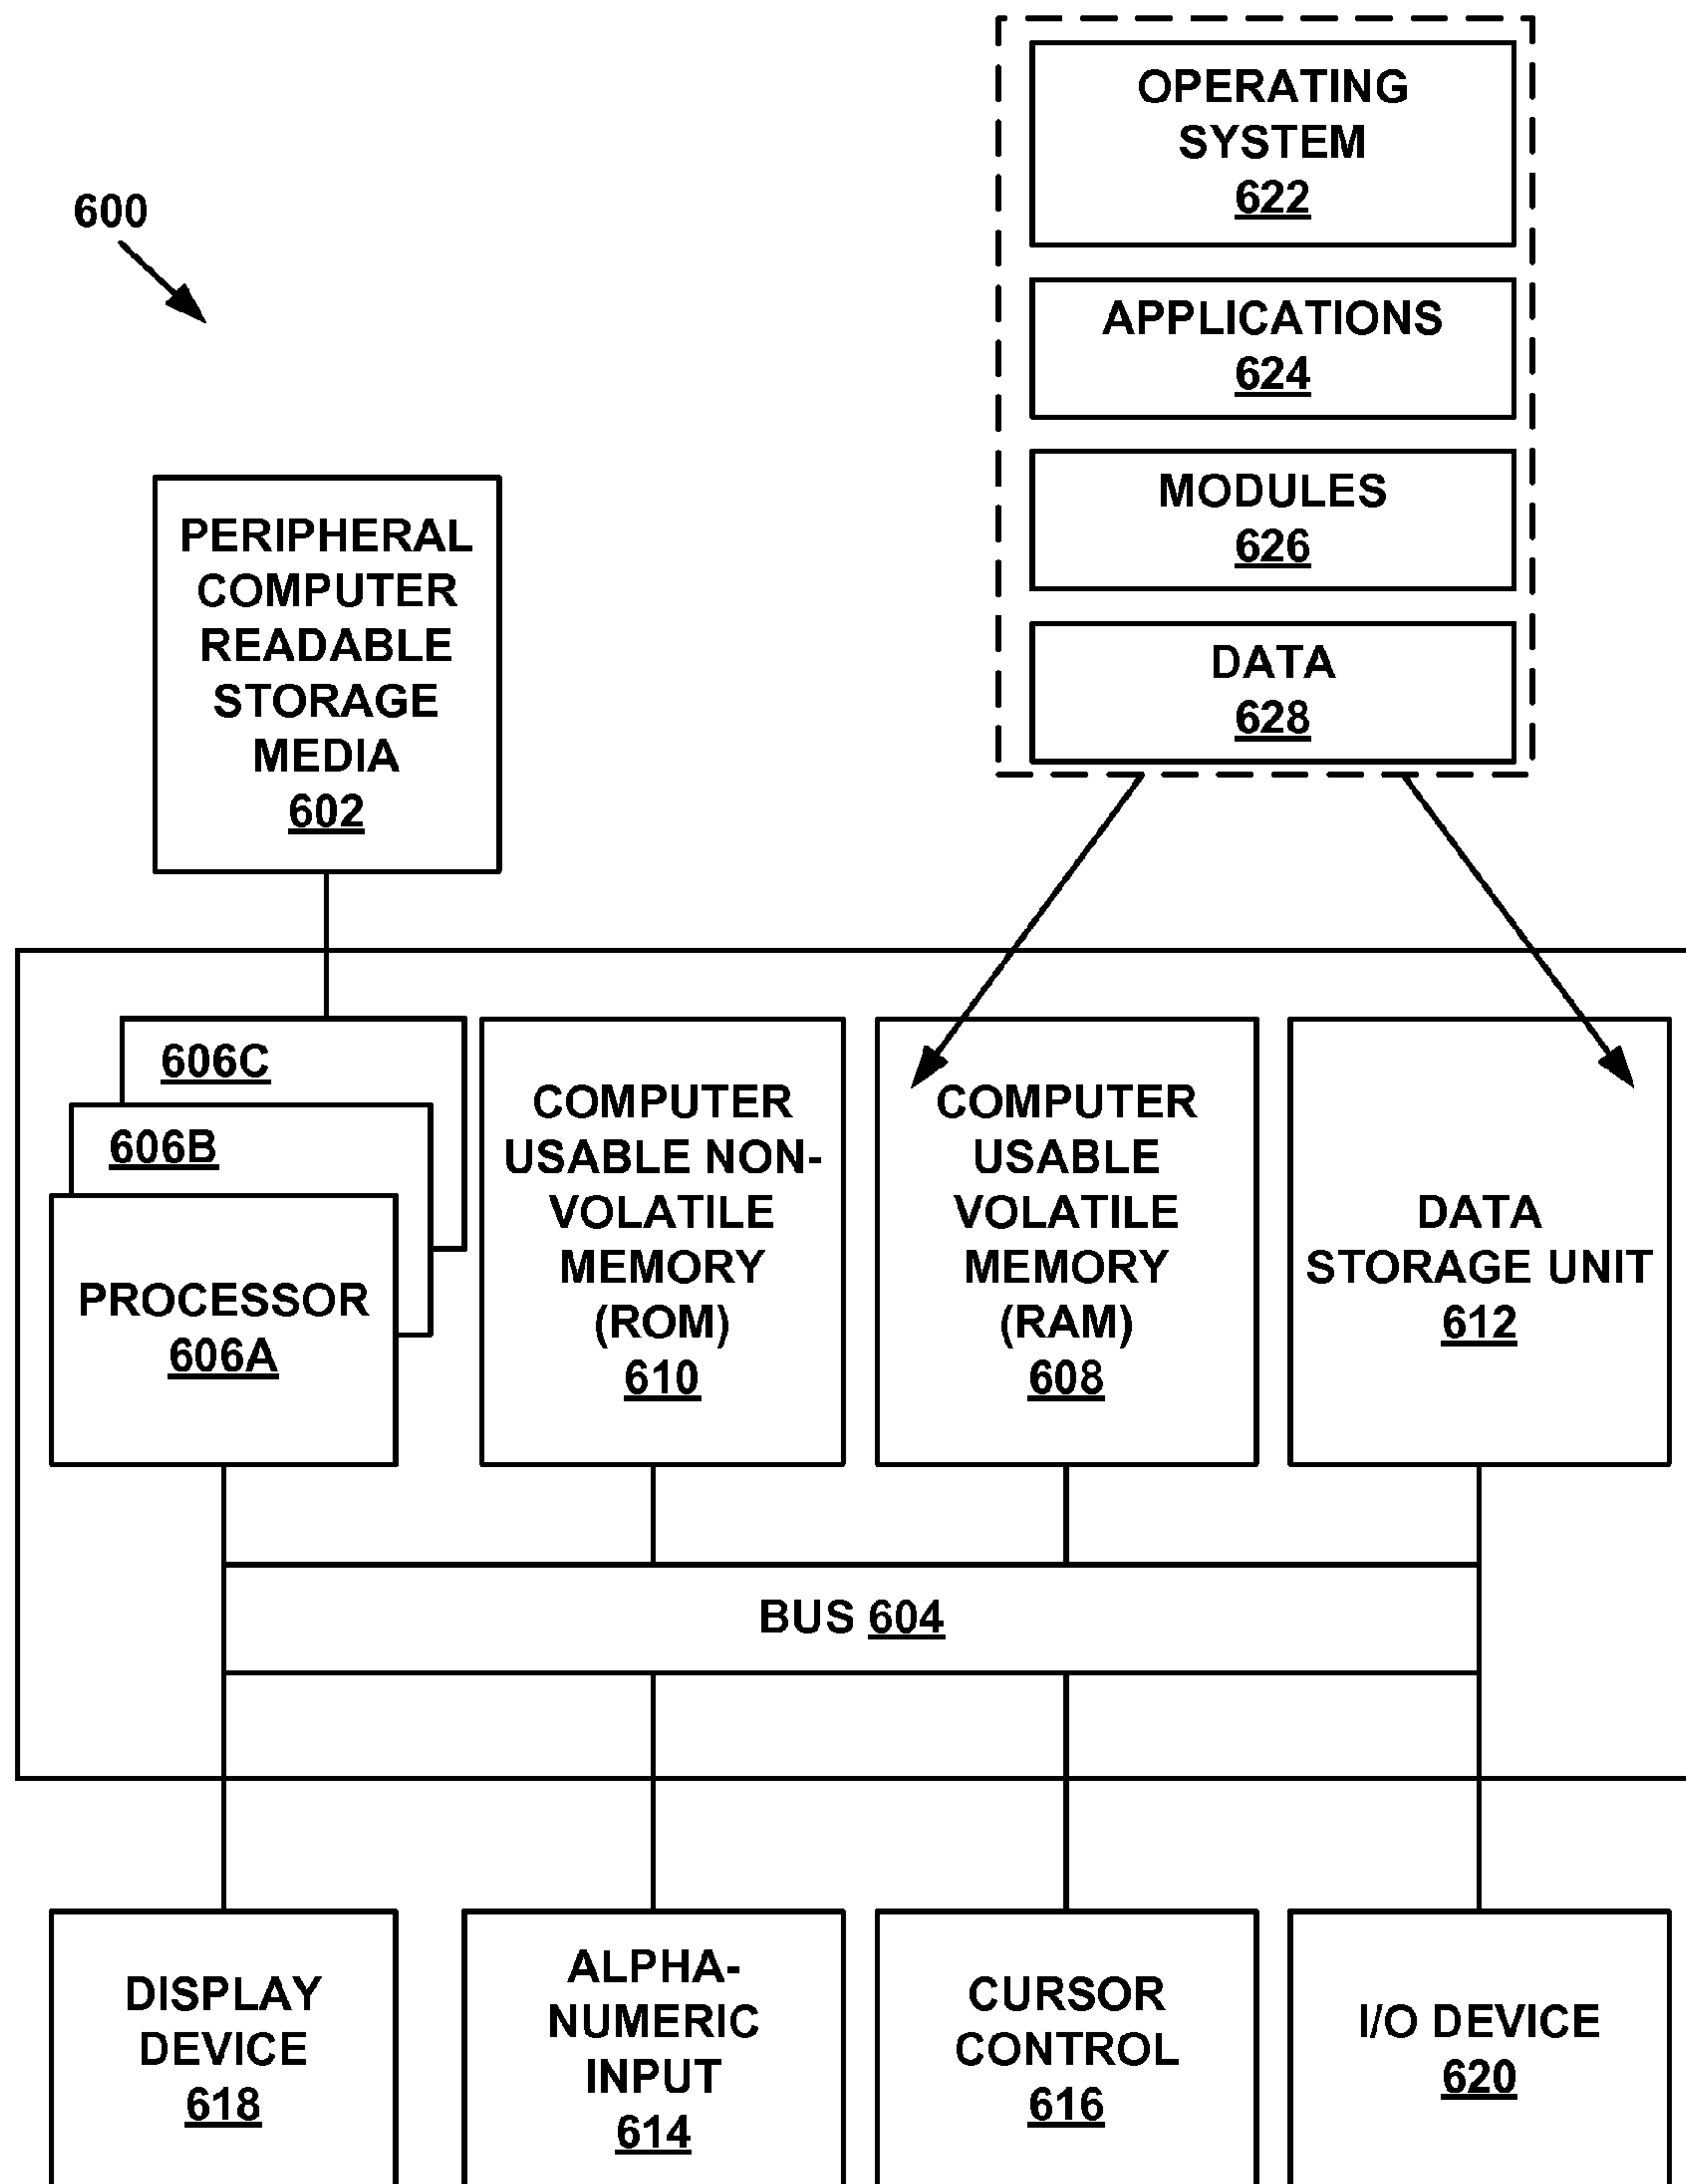 OPERATING
SYSTEM
622
600
APPLICATIONS
624
MODULES
626
PERIPHERAL
COMPUTER
READABLE
STORAGE
MEDIA
602
DATA
628
606C
606B
PROCESSOR
606A
COMPUTER
USABLE NON-
VOLATILE
MEMORY
(ROM)
610
COMPUTER
USABLE
VOLATILE
MEMORY
(RAM)
608
DATA
STORAGE UNIT
612
BUS 604
DISPLAY
DEVICE
618
ALPHA-
NUMERIC
INPUT
614
CURSOR
CONTROL
616
I/O DEVICE
620